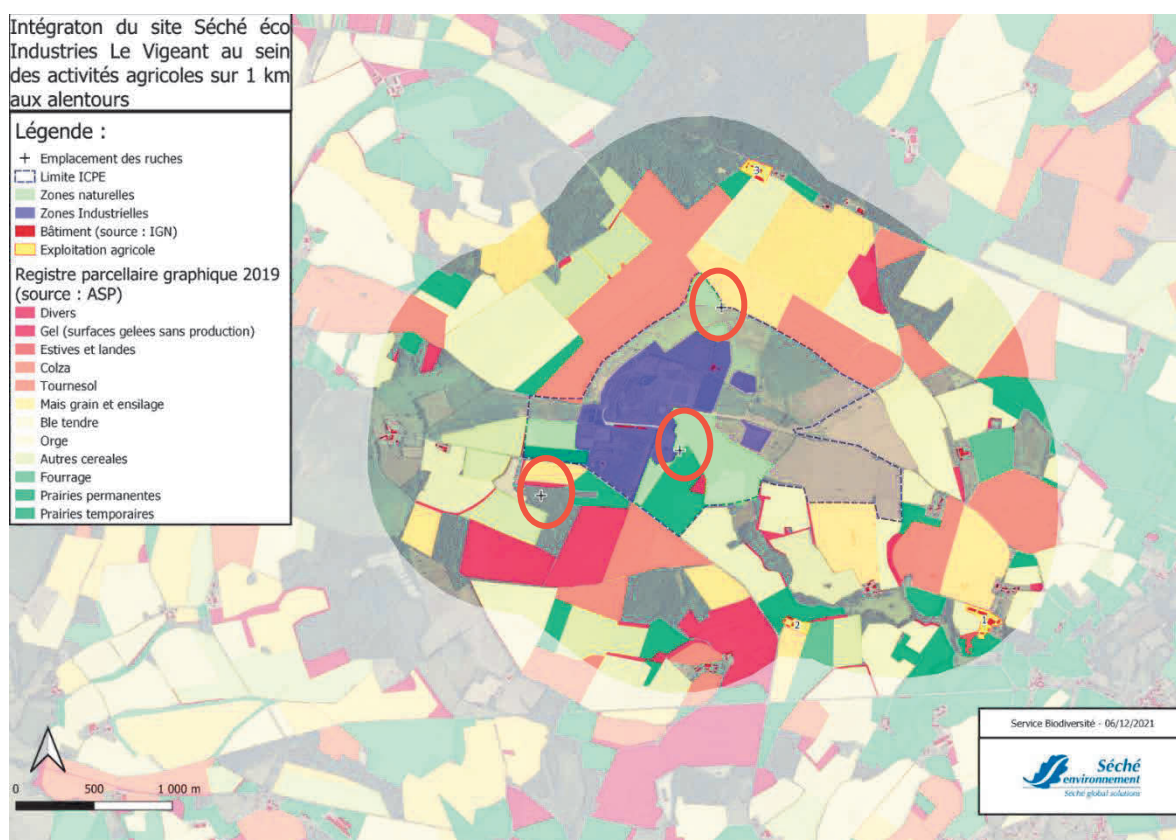 Intégraton du site Séché éco
Industries Le Vigeant au sein
des activités agricoles sur 1 km
aux alentours
Légende :
Emplacement des ruches
Limite ICPE
Zones naturelles
Zones Industrielles
Bâtiment (source : IGN)
Exploitation agricole
Registre parcellaire graphique 2019
(source : ASP)
Divers
Gel (surfaces gelees sans production)
Estives et landes
Colza
Tournesol
Mais grain et ensilage
Ble tendre
Orge
Autres cereales
Fourrage
Prairies permanentes
Prairies temporaires
3
2
1
0 500 1 000 m
Service Biodiversité - 06/12/2021
Séché
environnement
Séché global solutions